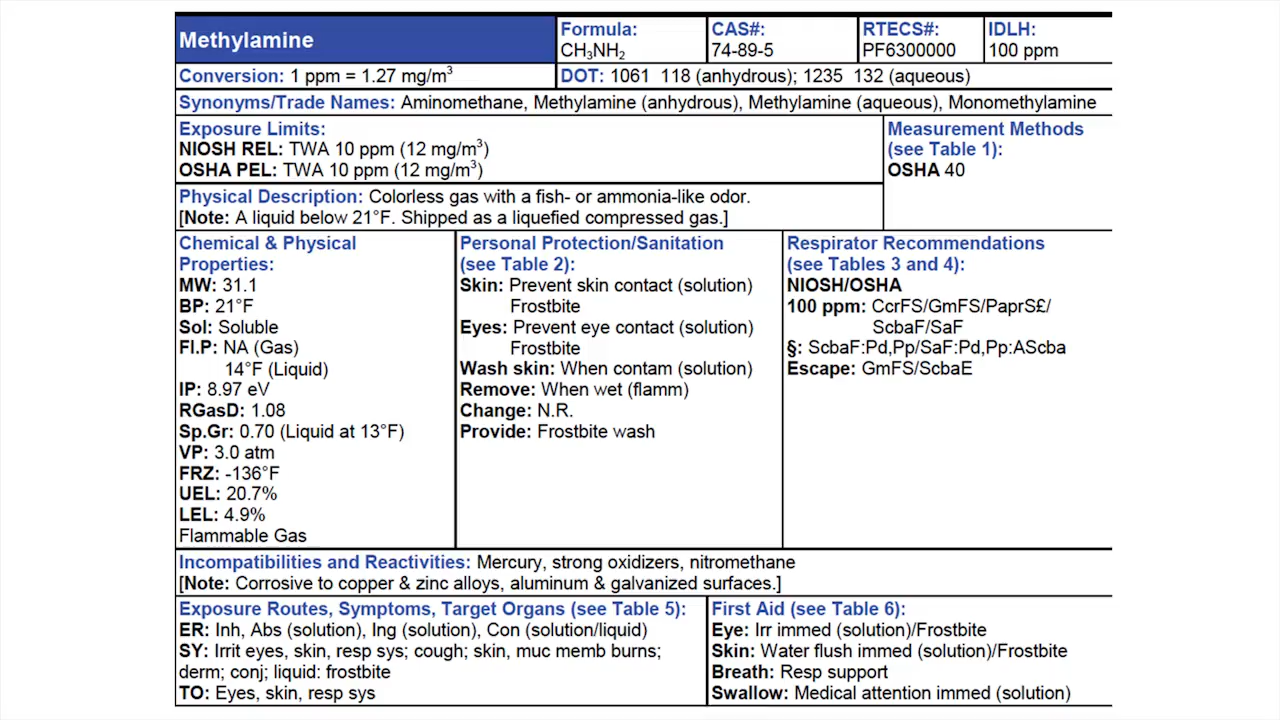 Methylamine
Formula:
CH₃NH₂
CAS#:
74-89-5
RTECS#:
PF6300000
IDLH:
100 ppm
Conversion: 1 ppm = 1.27 mg/m³
DOT: 1061 118 (anhydrous); 1235 132 (aqueous)
Synonyms/Trade Names: Aminomethane, Methylamine (anhydrous), Methylamine (aqueous), Monomethylamine
Exposure Limits:
NIOSH REL: TWA 10 ppm (12 mg/m³)
OSHA PEL: TWA 10 ppm (12 mg/m³)
Measurement Methods
(see Table 1):
OSHA 40
Physical Description: Colorless gas with a fish- or ammonia-like odor.
[Note: A liquid below 21°F. Shipped as a liquefied compressed gas.]
Chemical & Physical
Properties:
MW: 31.1
BP: 21°F
Sol: Soluble
Fl.P: NA (Gas)
14°F (Liquid)
IP: 8.97 eV
RGasD: 1.08
Sp.Gr: 0.70 (Liquid at 13°F)
VP: 3.0 atm
FRZ: -136°F
UEL: 20.7%
LEL: 4.9%
Flammable Gas
Personal Protection/Sanitation
(see Table 2):
Skin: Prevent skin contact (solution)
Frostbite
Eyes: Prevent eye contact (solution)
Frostbite
Wash skin: When contam (solution)
Remove: When wet (flamm)
Change: N.R.
Provide: Frostbite wash
Respirator Recommendations
(see Tables 3 and 4):
NIOSH/OSHA
100 ppm: CcrFS/GmFS/PaprS£/
ScbaF/SaF
§: ScbaF:Pd,Pp/SaF:Pd,Pp:AScba
Escape: GmFS/ScbaE
Incompatibilities and Reactivities: Mercury, strong oxidizers, nitromethane
[Note: Corrosive to copper & zinc alloys, aluminum & galvanized surfaces.]
Exposure Routes, Symptoms, Target Organs (see Table 5):
ER: Inh, Abs (solution), Ing (solution), Con (solution/liquid)
SY: Irrit eyes, skin, resp sys; cough; skin, muc memb burns;
derm; conj; liquid: frostbite
TO: Eyes, skin, resp sys
First Aid (see Table 6):
Eye: Irr immed (solution)/Frostbite
Skin: Water flush immed (solution)/Frostbite
Breath: Resp support
Swallow: Medical attention immed (solution)